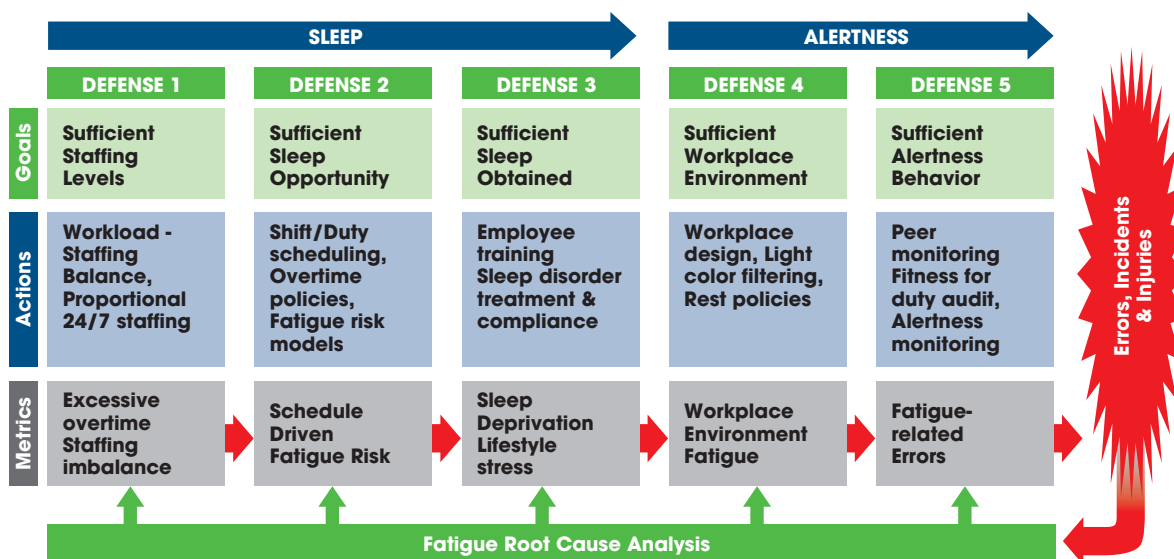 SLEEP
ALERTNESS
DEFENSE 1
DEFENSE 2
DEFENSE 3
DEFENSE 4
DEFENSE 5
Goals
Sufficient
Staffing
Levels
Sufficient
Sleep
Opportunity
Sufficient
Sleep
Obtained
Sufficient
Workplace
Environment
Sufficient
Alertness
Behavior
Actions
Workload -
Staffing
Balance,
Proportional
24/7 staffing
Shift/Duty
scheduling,
Overtime
policies,
Fatigue risk
models
Employee
training
Sleep disorder
treatment &
compliance
Workplace
design, Light
color filtering,
Rest policies
Peer
monitoring
Fitness for
duty audit,
Alertness
monitoring
Metrics
Excessive
overtime
Staffing
imbalance
Schedule
Driven
Fatigue Risk
Sleep
Deprivation
Lifestyle
stress
Workplace
Environment
Fatigue
Fatigue-
related
Errors
Errors, Incidents
& Injuries
Fatigue Root Cause Analysis